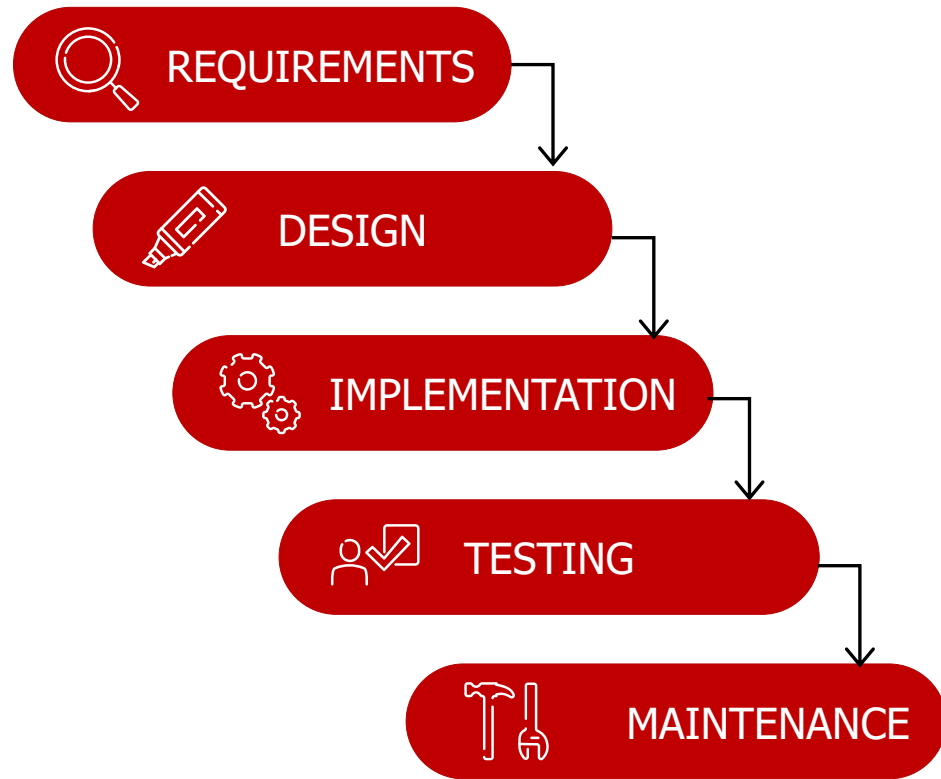 REQUIREMENTS
DESIGN
IMPLEMENTATION
TESTING
MAINTENANCE